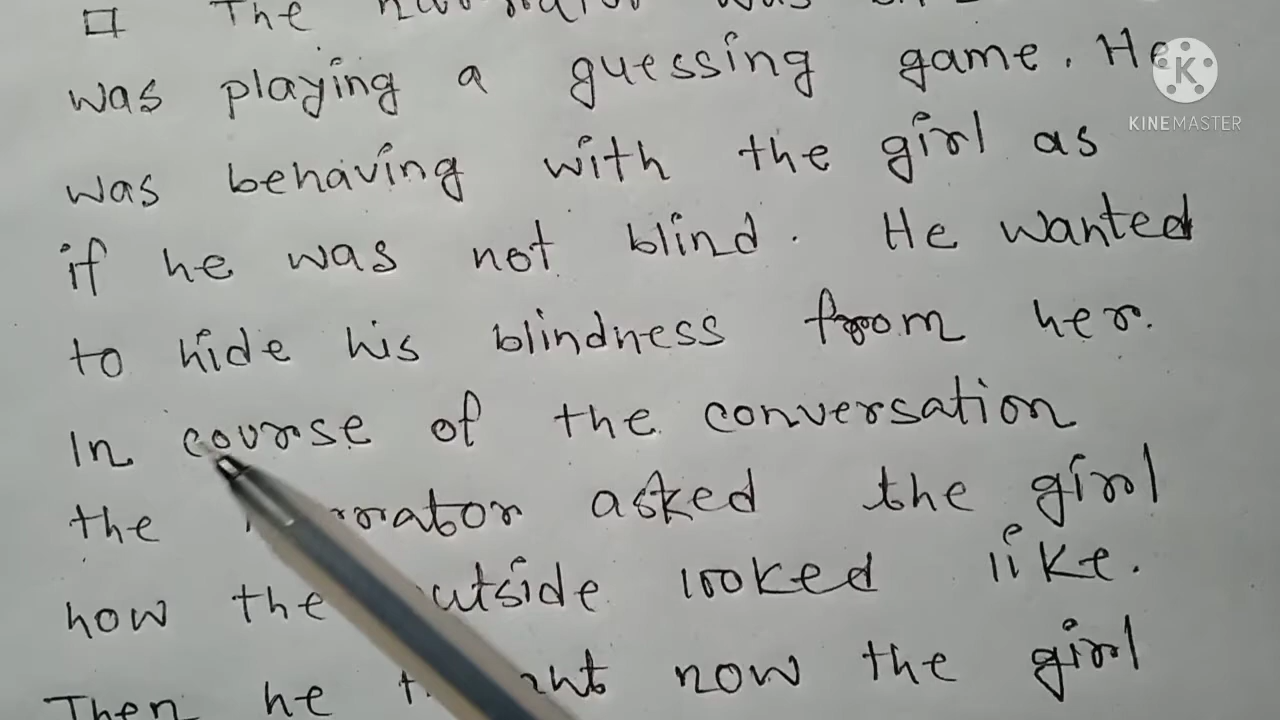 The narrator was
was playing a guessing game. He
K
KINEMASTER
was behaving with the girl as
if he was not blind. He wanted
to hide his blindness from her.
In course of the conversation
the asked the girl
how the looked like.
Then he now the girl